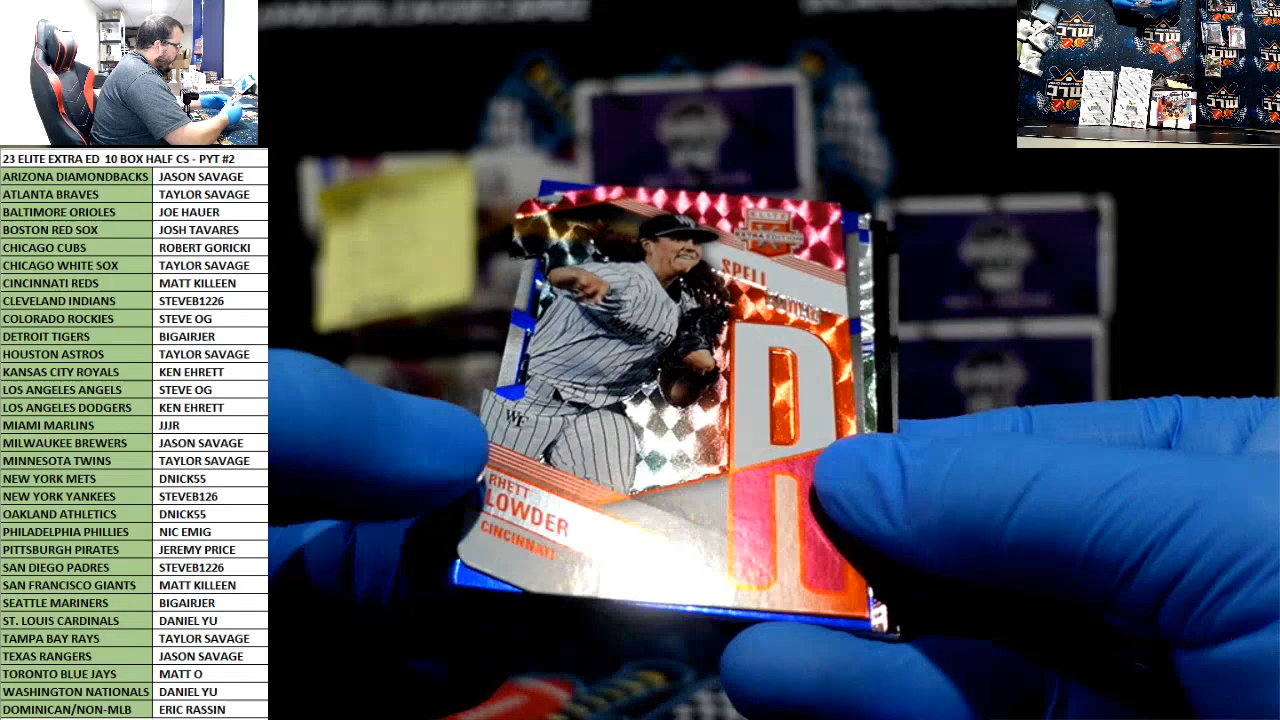 23 ELITE EXTRA ED 10 BOX HALF CS - PYT #2
ARIZONA DIAMONDBACKS JASON SAVAGE
ATLANTA BRAVES TAYLOR SAVAGE
BALTIMORE ORIOLES JOE HAUER
BOSTON RED SOX JOSH TAVARES
CHICAGO CUBS ROBERT GORICKI
CHICAGO WHITE SOX TAYLOR SAVAGE
CINCINNATI REDS MATT KILLEEN
CLEVELAND INDIANS STEVEB1226
COLORADO ROCKIES STEVE OG
DETROIT TIGERS BIGAIRJER
HOUSTON ASTROS TAYLOR SAVAGE
KANSAS CITY ROYALS KEN EHRETT
LOS ANGELES ANGELS STEVE OG
LOS ANGELES DODGERS KEN EHRETT
MIAMI MARLINS JJJR
MILWAUKEE BREWERS JASON SAVAGE
MINNESOTA TWINS TAYLOR SAVAGE
NEW YORK METS DNICK55
NEW YORK YANKEES STEVEB126
OAKLAND ATHLETICS DNICK55
PHILADELPHIA PHILLIES NIC EMIG
PITTSBURGH PIRATES JEREMY PRICE
SAN DIEGO PADRES STEVEB1226
SAN FRANCISCO GIANTS MATT KILLEEN
SEATTLE MARINERS BIGAIRJER
ST. LOUIS CARDINALS DANIEL YU
TAMPA BAY RAYS TAYLOR SAVAGE
TEXAS RANGERS JASON SAVAGE
TORONTO BLUE JAYS MATT O
WASHINGTON NATIONALS DANIEL YU
DOMINICAN/NON-MLB ERIC RASSIN
ELITE
EXTRA EDITION
SPELL
BOUND
R
WF
RHETT
LOWDER
CINCINNATI